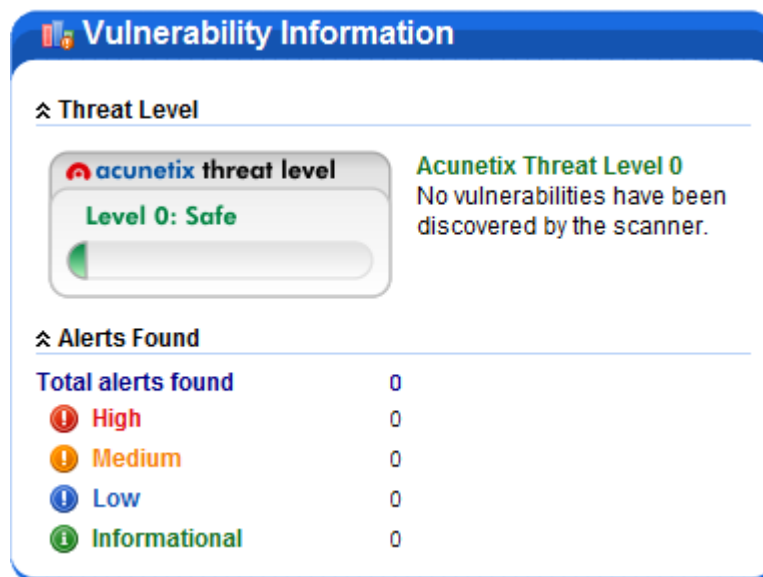 Vulnerability Information
Threat Level
acunetix threat level
Level 0: Safe
Acunetix Threat Level 0
No vulnerabilities have been
discovered by the scanner.
Alerts Found
Total alerts found 0
High 0
Medium 0
Low 0
Informational 0